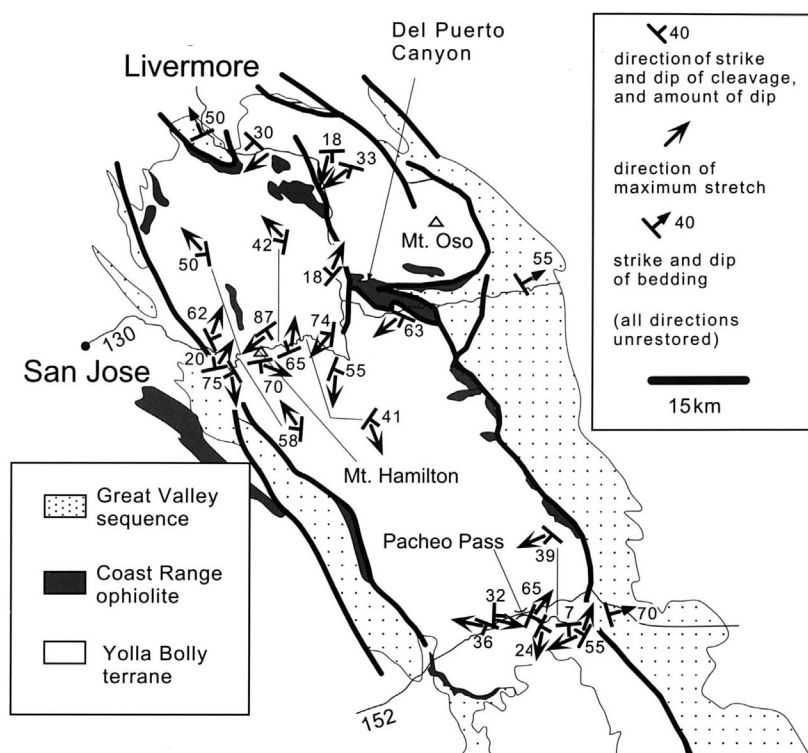 Del Puerto
Canyon
Livermore
50
30
18
33
Mt. Oso
42
50
18
55
62
87
74
63
130
20
65
San Jose
75
70
55
41
58
Mt. Hamilton
Pacheo Pass
39
65
32
7
70
36
24
55
152
40
direction of strike
and dip of cleavage,
and amount of dip
direction of
maximum stretch
40
strike and dip
of bedding
(all directions
unrestored)
15km
Great Valley
sequence
Coast Range
ophiolite
Yolla Bolly
terrane